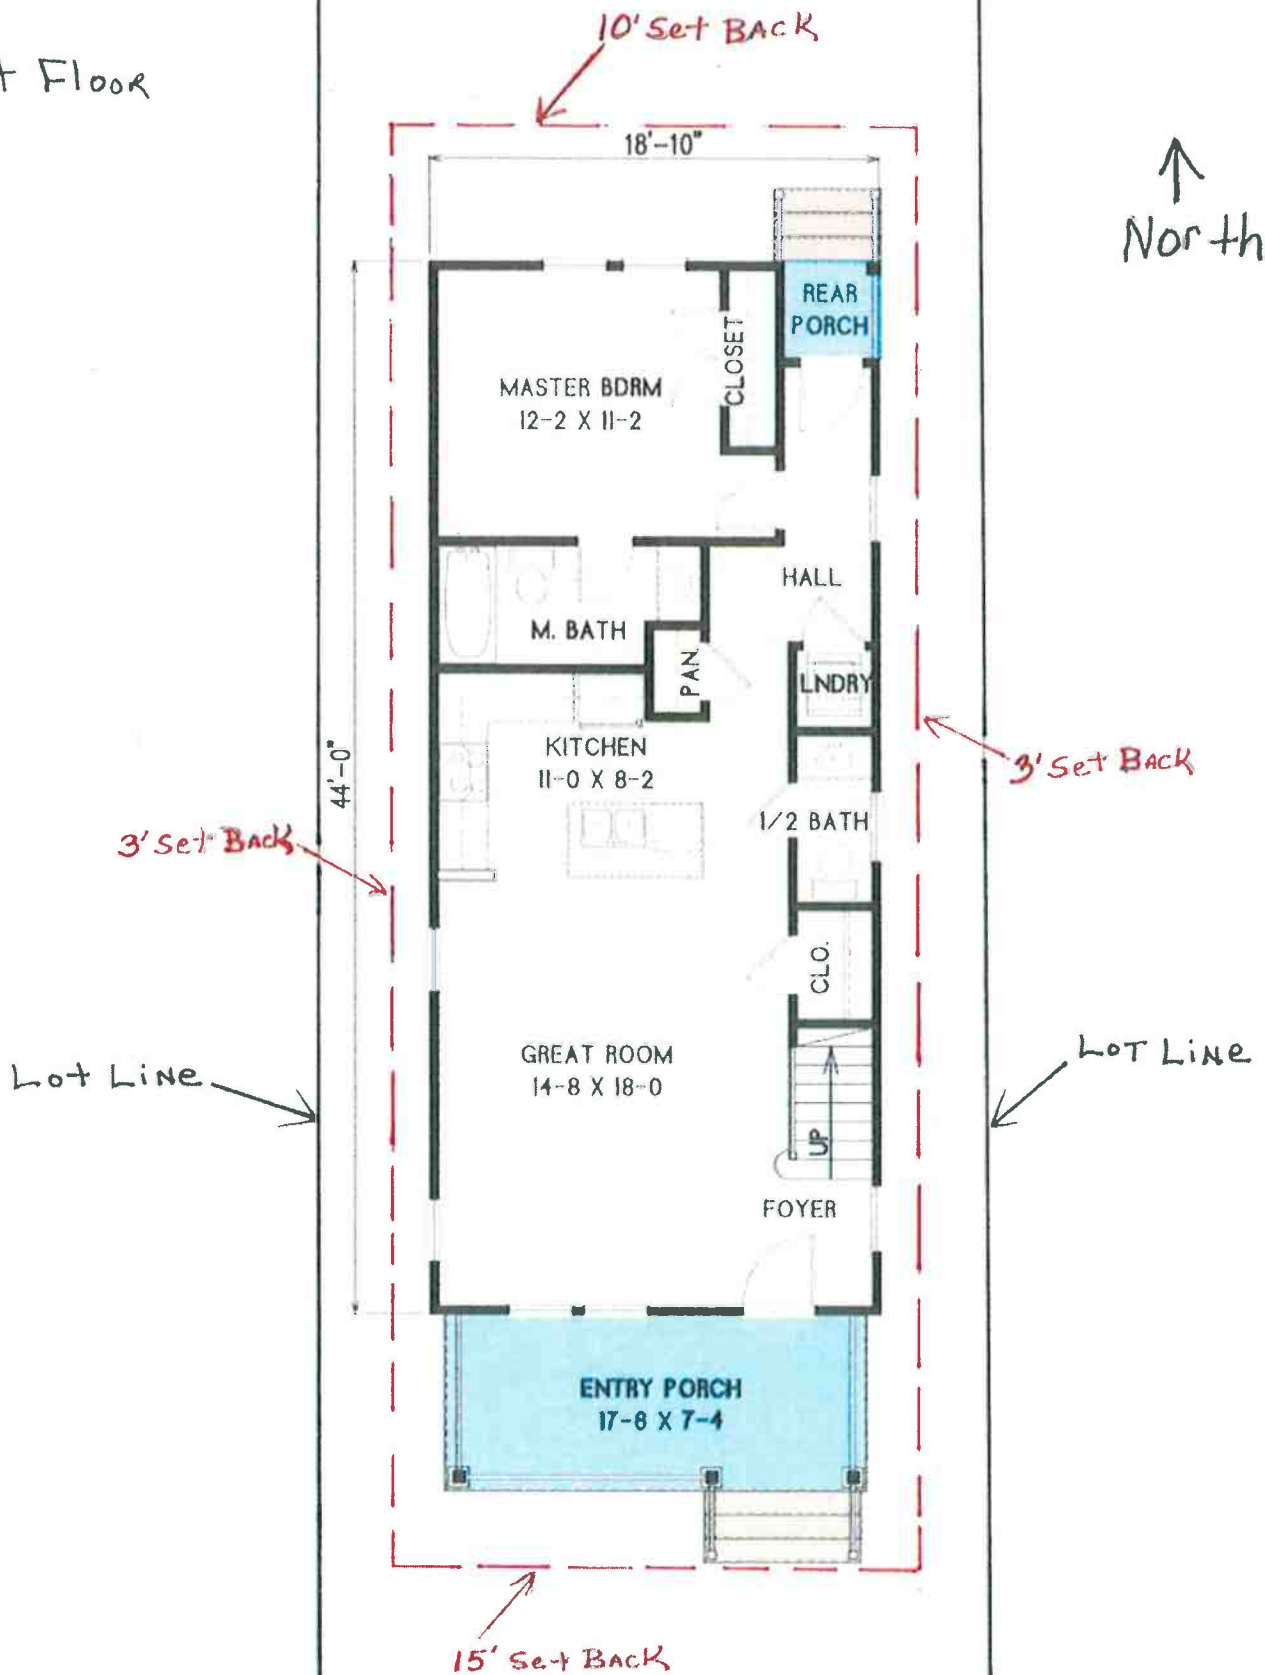 10' Set BACK
Floor
18'-10"
North
REAR
PORCH
CLOSET
MASTER BDRM
12-2 X 11-2
HALL
M. BATH
PAN.
LNDRY
44'-0"
KITCHEN
11-0 X 8-2
3' Set BACK
1/2 BATH
3' Set BACK
CLO.
GREAT ROOM
14-8 X 18-0
Lot LiNe
LOT LiNe
UP
FOYER
ENTRY PORCH
17-8 X 7-4
15' Set BACK